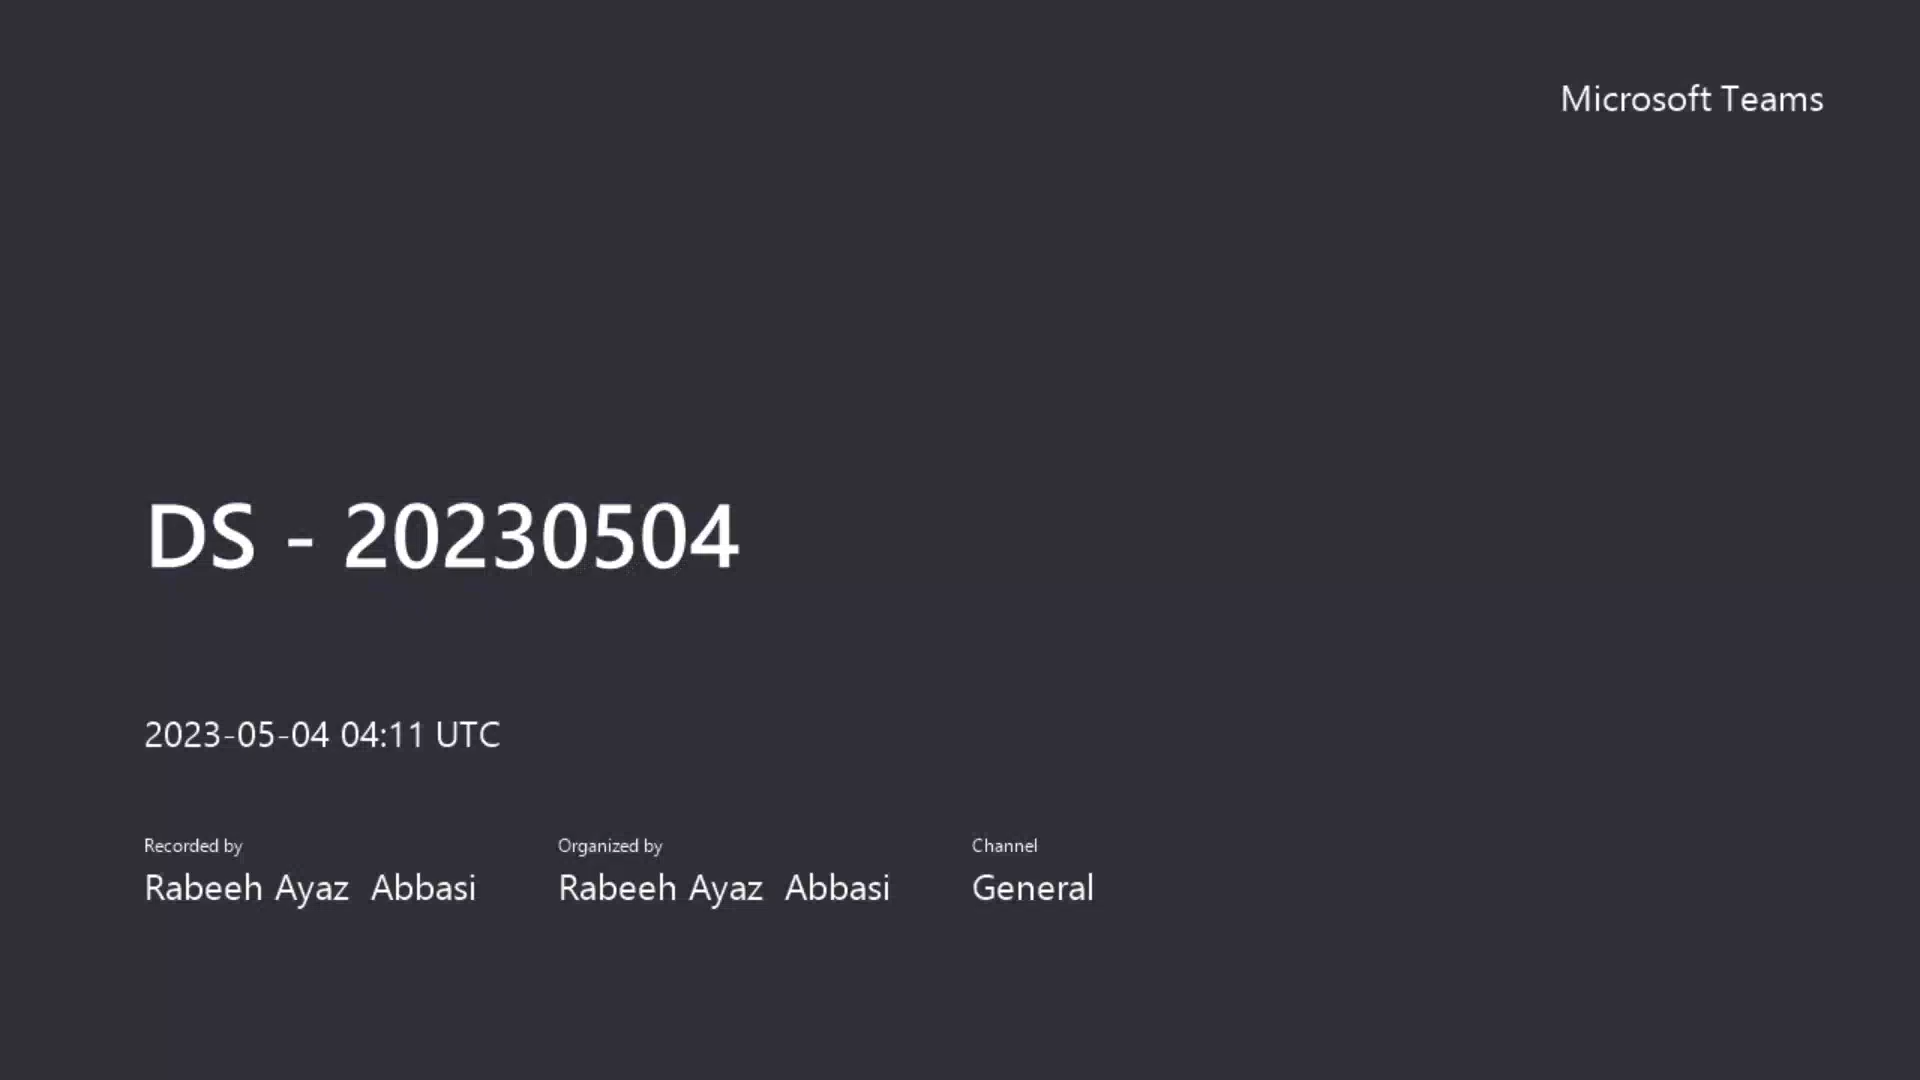 Microsoft Teams
DS - 20230504
2023-05-04 04:11 UTC
Recorded by
Rabeeh Ayaz  Abbasi
Organized by
Rabeeh Ayaz  Abbasi
Channel
General